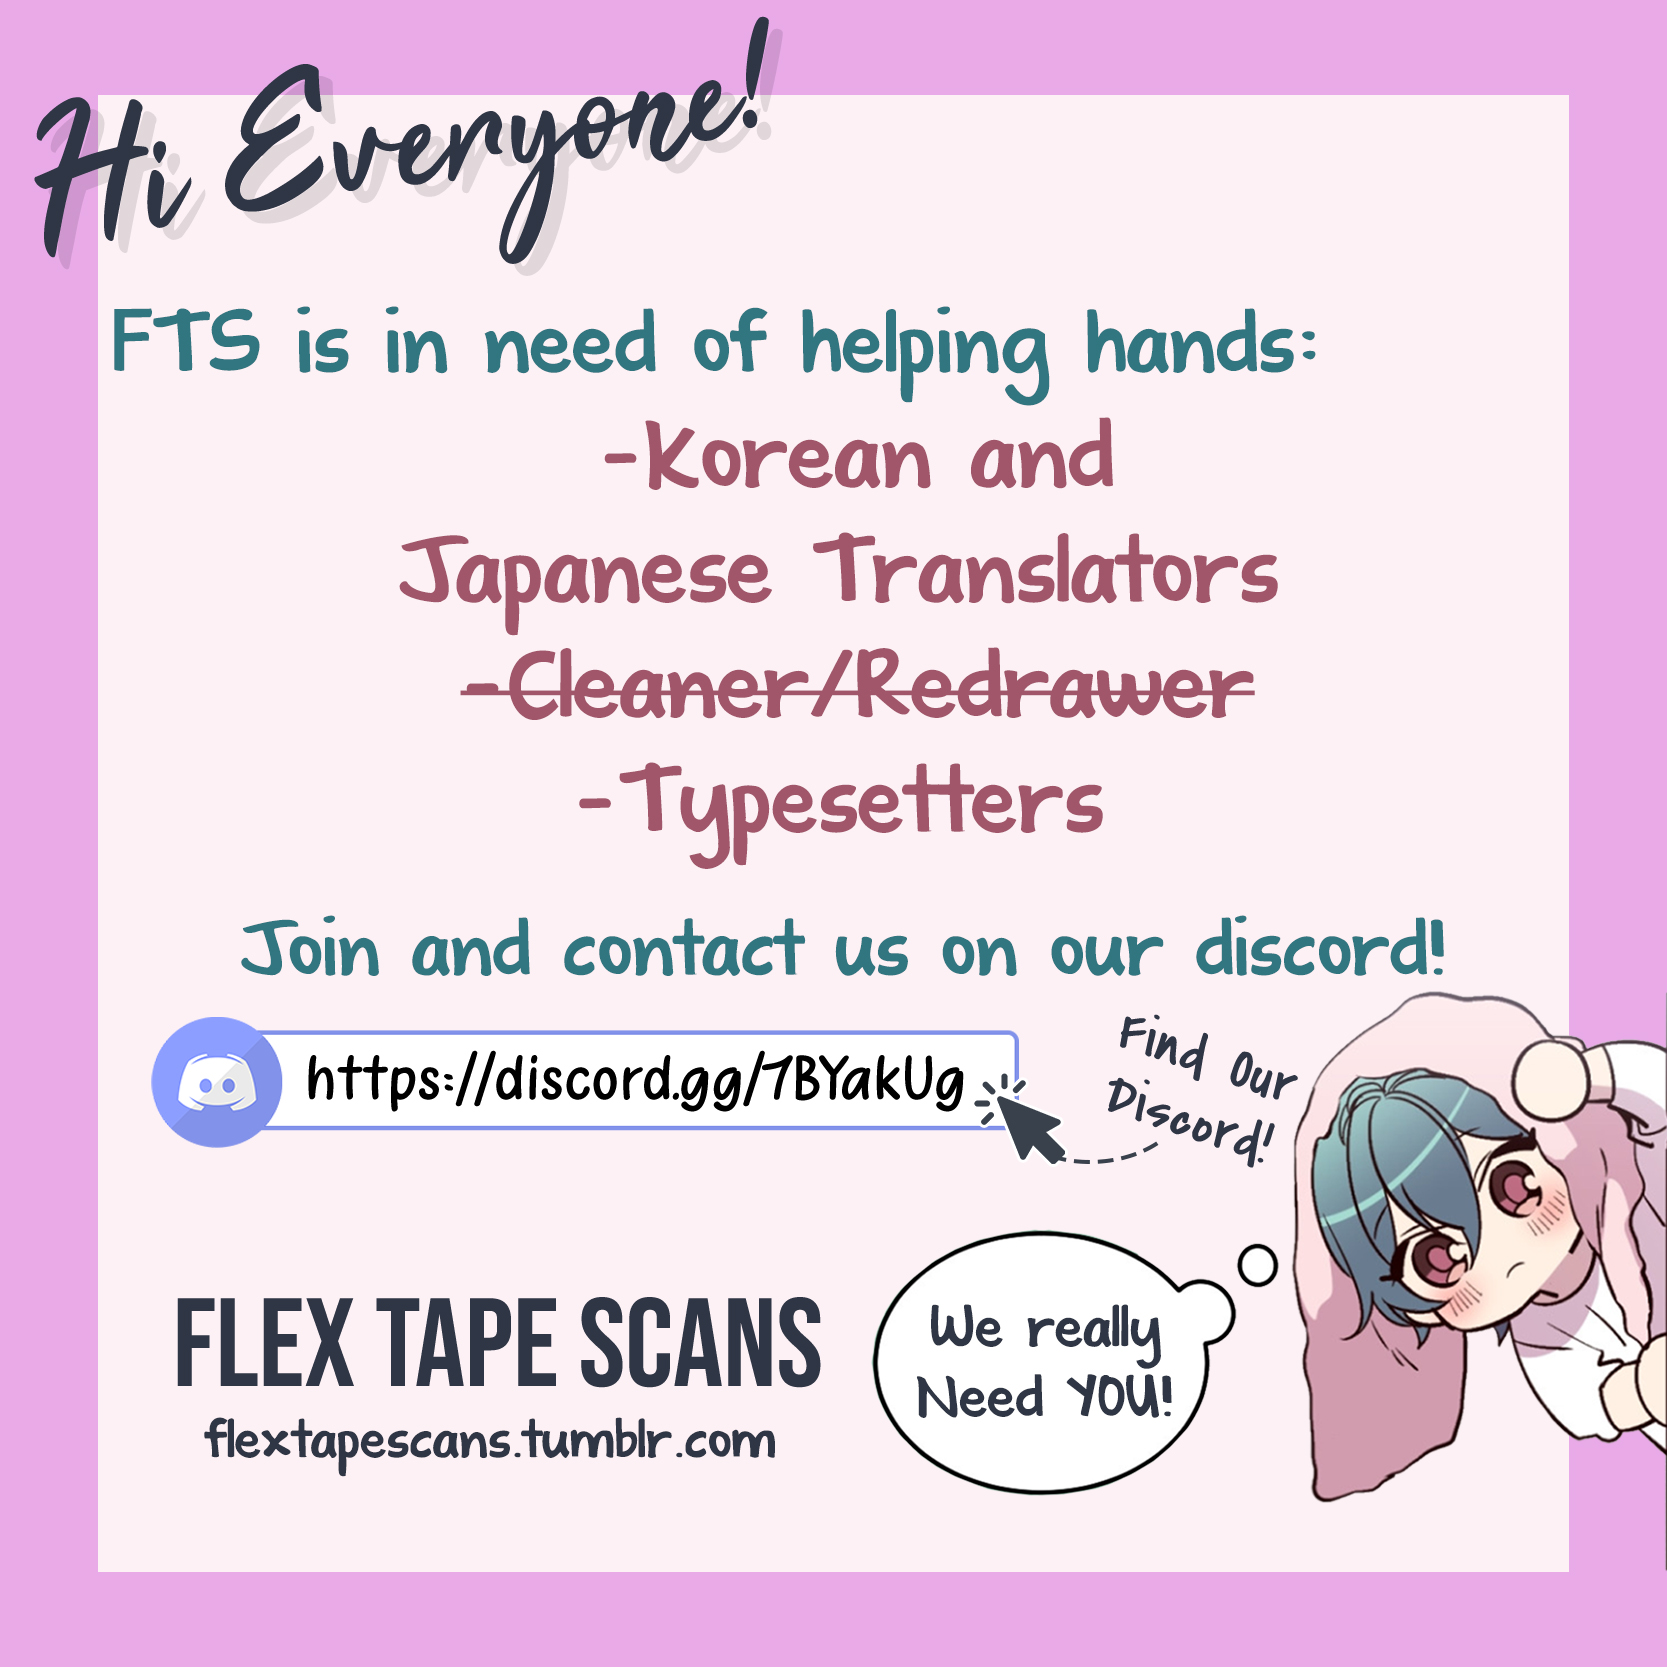 Hi Everyone!
FTS is in need of helping hands:
-Korean and
Japanese Translators
-Cleaner/Redrawer
-Typesetters
Join and contact us on our discord!
https://discord.gg/7BYakUg
Find Our
Discord!
We really
Need YOU!
FLEX TAPE SCANS
flextapescans.tumblr.com